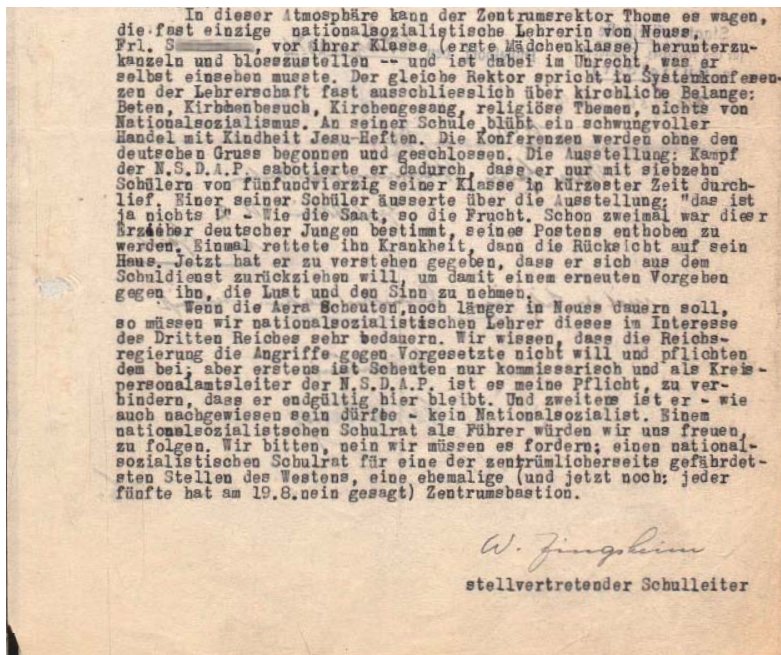 In dieser Atmosphäre kann der Zentrumsrektor Thome es wagen,
die fast einzige nationalsozialistische Lehrerin von Neuss,
Frl. S, vor ihrer Klasse (erste Mädchenklasse) herunterzu-
kanzeln und blosszustellen -- und ist dabei im Unrecht, was er
selbst einsehen musste. Der gleiche Rektor spricht in Systemkonferen-
zen der Lehrerschaft fast ausschliesslich über kirchliche Belange:
Beten, Kirbhenbesuch, Kirchengesang, religiöse Themen, nichts von
Nationalsozialismus. An seiner Schule blüht ein schwungvoller
Handel mit Kindheit Jesu-Heften. Die Konferenzen werden ohne den
deutschen Gruss begonnen und geschlossen. Die Ausstellung: Kampf
der N.S.D.A.P. sabotierte er dadurch, dass er nur mit siebzehn
Schülern von fünfundvierzig seiner Klasse in kürzester Zeit durch-
lief. Einer seiner Schüler äusserte über die Ausstellung: "das ist
ja nichts !" - Wie die Saat, so die Frucht. Schon zweimal war dieer
Erzieher deutscher Jungen bestimmt, seines Postens enthoben zu
werden. Einmal rettete ihn Krankheit, dann die Rücksicht auf sein
Haus. Jetzt hat er zu verstehen gegeben, dass er sich aus dem
Schuldienst zurückziehen will, um damit einem erneuten Vorgehen
gegen ihn, die Lust und den Sinn zu nehmen.
Wenn die Aera Scheuten,noch länger in Neuss dauern soll,
so müssen wir nationalsozialistischen Lehrer dieses im Interesse
des Dritten Reiches sehr bedauern. Wir wissen, dass die Reichs-
regierung die Angriffe gegen Vorgesetzte nicht will und pflichten
dem bei; aber erstens ist Scheuten nur kommissarisch und als Kreis-
personalamtsleiter der N.S.D.A.P. ist es meine Pflicht, zu ver-
hindern, dass er endgültig hier bleibt. Und zweitens ist er - wie
auch nachgewiesen sein dürfte - kein Nationalsozialist. Einem
nationalsozialistschen Schulrat als Führer würden wir uns freuen,
zu folgen. Wir bitten, nein wir müssen es fordern: einen national-
sozialistischen Schulrat für eine der zentrümlicherseits gefährdet-
sten Stellen des Westens, eine ehemalige (und jetzt noch: jeder
fünfte hat am 19.8.nein gesagt) Zentrumsbastion.
W. Jingsheim
stellvertretender Schulleiter